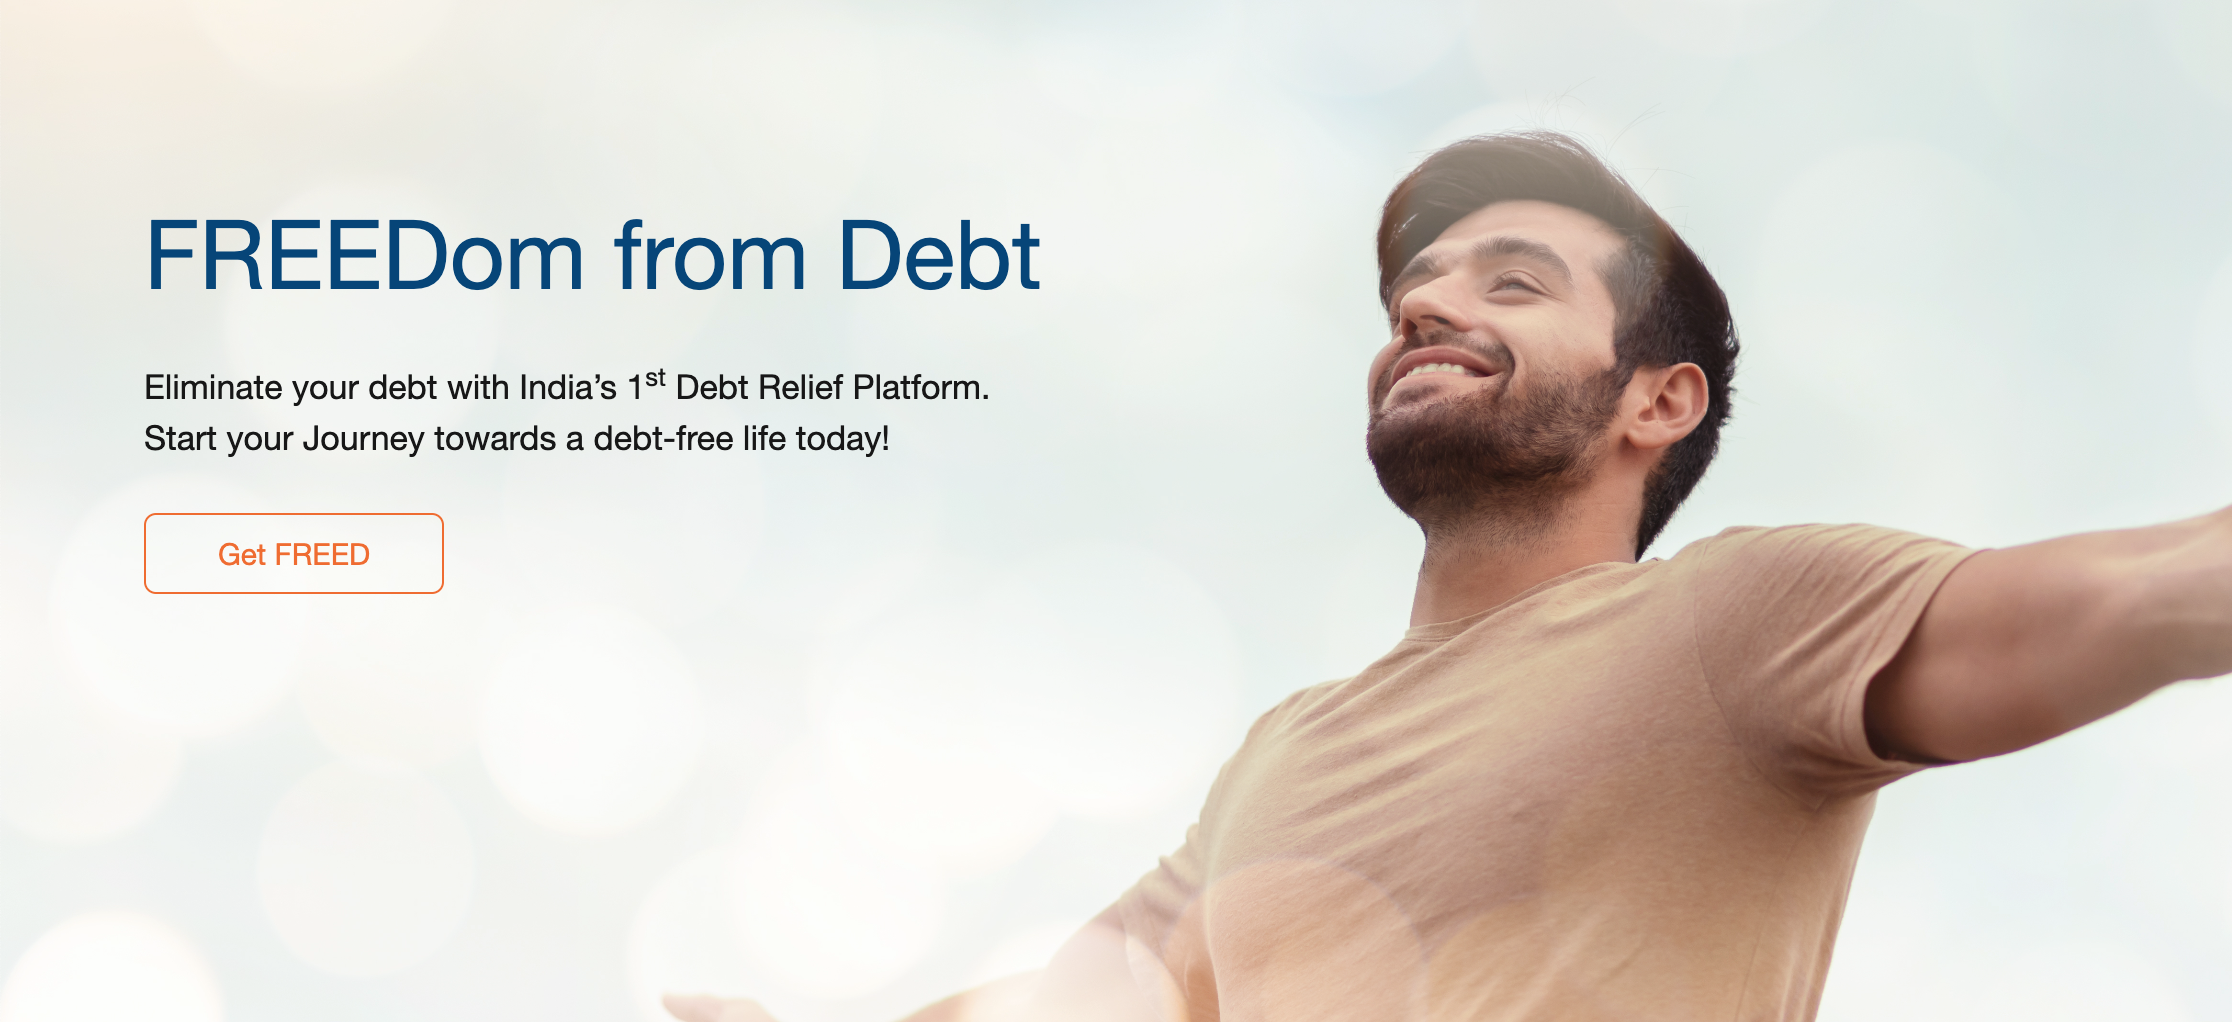 FREEDom from Debt
Eliminate your debt with India’s 1st Debt Relief Platform.
Start your Journey towards a debt-free life today!
Get FREED